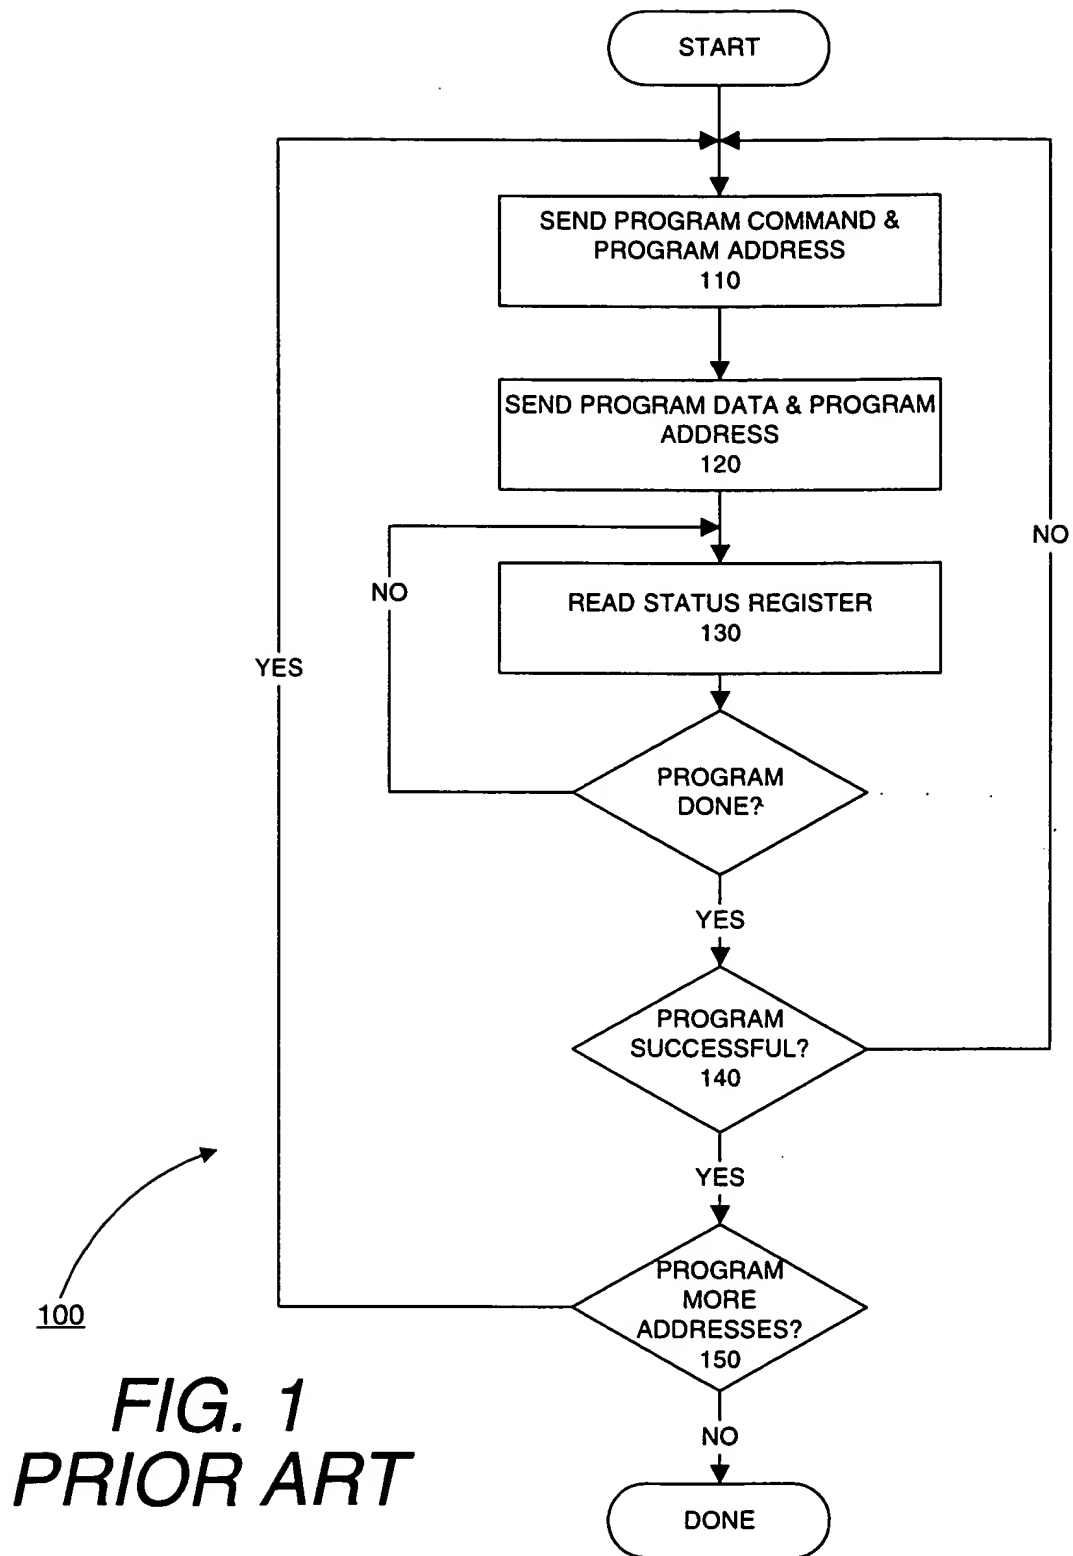 START
SEND PROGRAM COMMAND &
PROGRAM ADDRESS
110
SEND PROGRAM DATA & PROGRAM
ADDRESS
120
NO
NO
READ STATUS REGISTER
130
YES
PROGRAM
DONE?
YES
PROGRAM
SUCCESSFUL?
140
YES
PROGRAM
MORE
ADDRESSES?
150
100
NO
DONE
FIG. 1
PRIOR ART